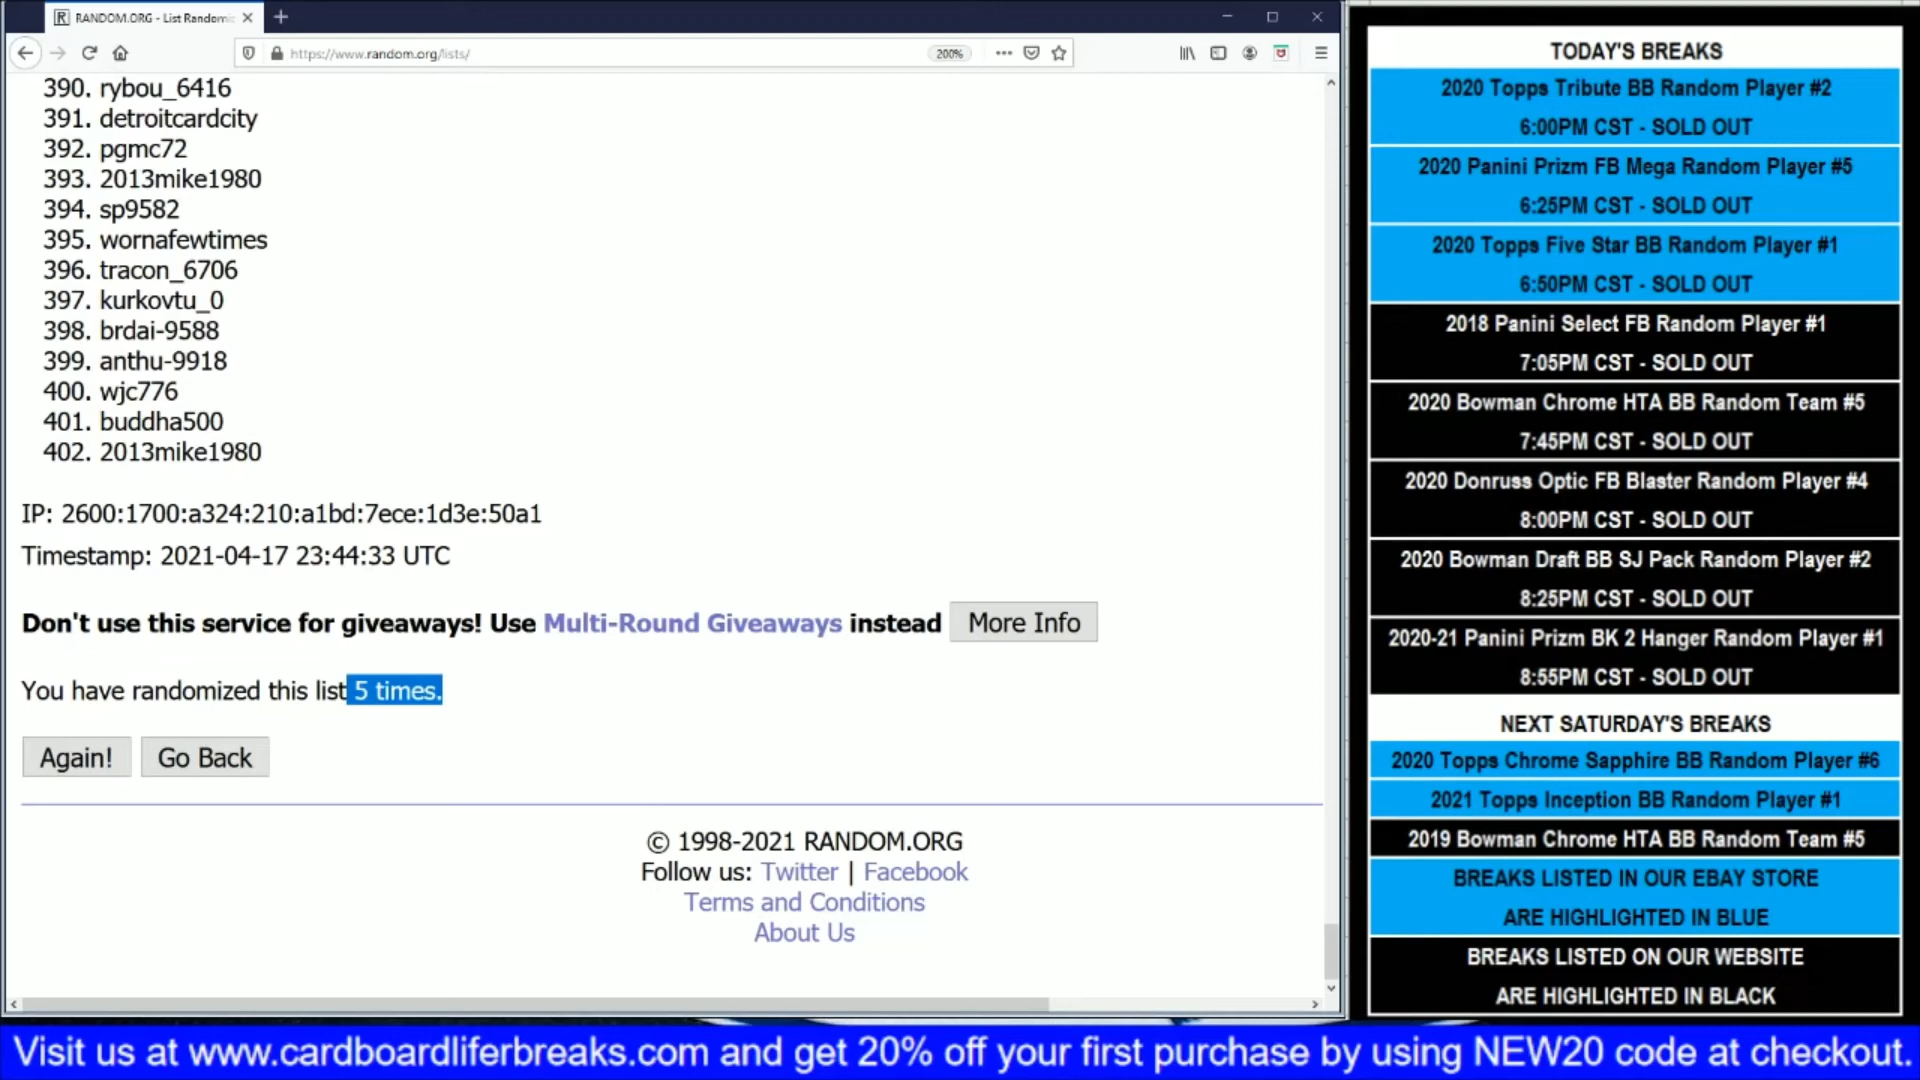 RANDOM.ORG - List Randomi
https://www.random.org/lists/
200%
390. rybou_6416
391. detroitcardcity
392. pgmc72
393. 2013mike1980
394. sp9582
395. wornafewtimes
396. tracon_6706
397. kurkovtu_0
398. brdai-9588
399. anthu-9918
400. wjc776
401. buddha500
402. 2013mike1980
IP: 2600:1700:a324:210:a1bd:7ece:1d3e:50a1
Timestamp: 2021-04-17 23:44:33 UTC
Don't use this service for giveaways! Use Multi-Round Giveaways instead More Info
You have randomized this list 5 times.
Again! Go Back
© 1998-2021 RANDOM.ORG
Follow us: Twitter | Facebook
Terms and Conditions
About Us
TODAY'S BREAKS
2020 Topps Tribute BB Random Player #2
6:00PM CST - SOLD OUT
2020 Panini Prizm FB Mega Random Player #5
6:25PM CST - SOLD OUT
2020 Topps Five Star BB Random Player #1
6:50PM CST - SOLD OUT
2018 Panini Select FB Random Player #1
7:05PM CST - SOLD OUT
2020 Bowman Chrome HTA BB Random Team #5
7:45PM CST - SOLD OUT
2020 Donruss Optic FB Blaster Random Player #4
8:00PM CST - SOLD OUT
2020 Bowman Draft BB SJ Pack Random Player #2
8:25PM CST - SOLD OUT
2020-21 Panini Prizm BK 2 Hanger Random Player #1
8:55PM CST - SOLD OUT
NEXT SATURDAY'S BREAKS
2020 Topps Chrome Sapphire BB Random Player #6
2021 Topps Inception BB Random Player #1
2019 Bowman Chrome HTA BB Random Team #5
BREAKS LISTED IN OUR EBAY STORE
ARE HIGHLIGHTED IN BLUE
BREAKS LISTED ON OUR WEBSITE
ARE HIGHLIGHTED IN BLACK
Visit us at www.cardboardliferbreaks.com and get 20% off your first purchase by using NEW20 code at checkout.